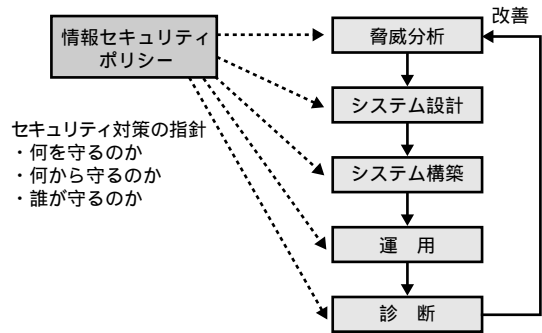 情報セキュリティ
ポリシー
セキュリティ対策の指針
・何を守るのか
・何から守るのか
・誰が守るのか
改善
脅威分析
システム設計
システム構築
運　用
診　断